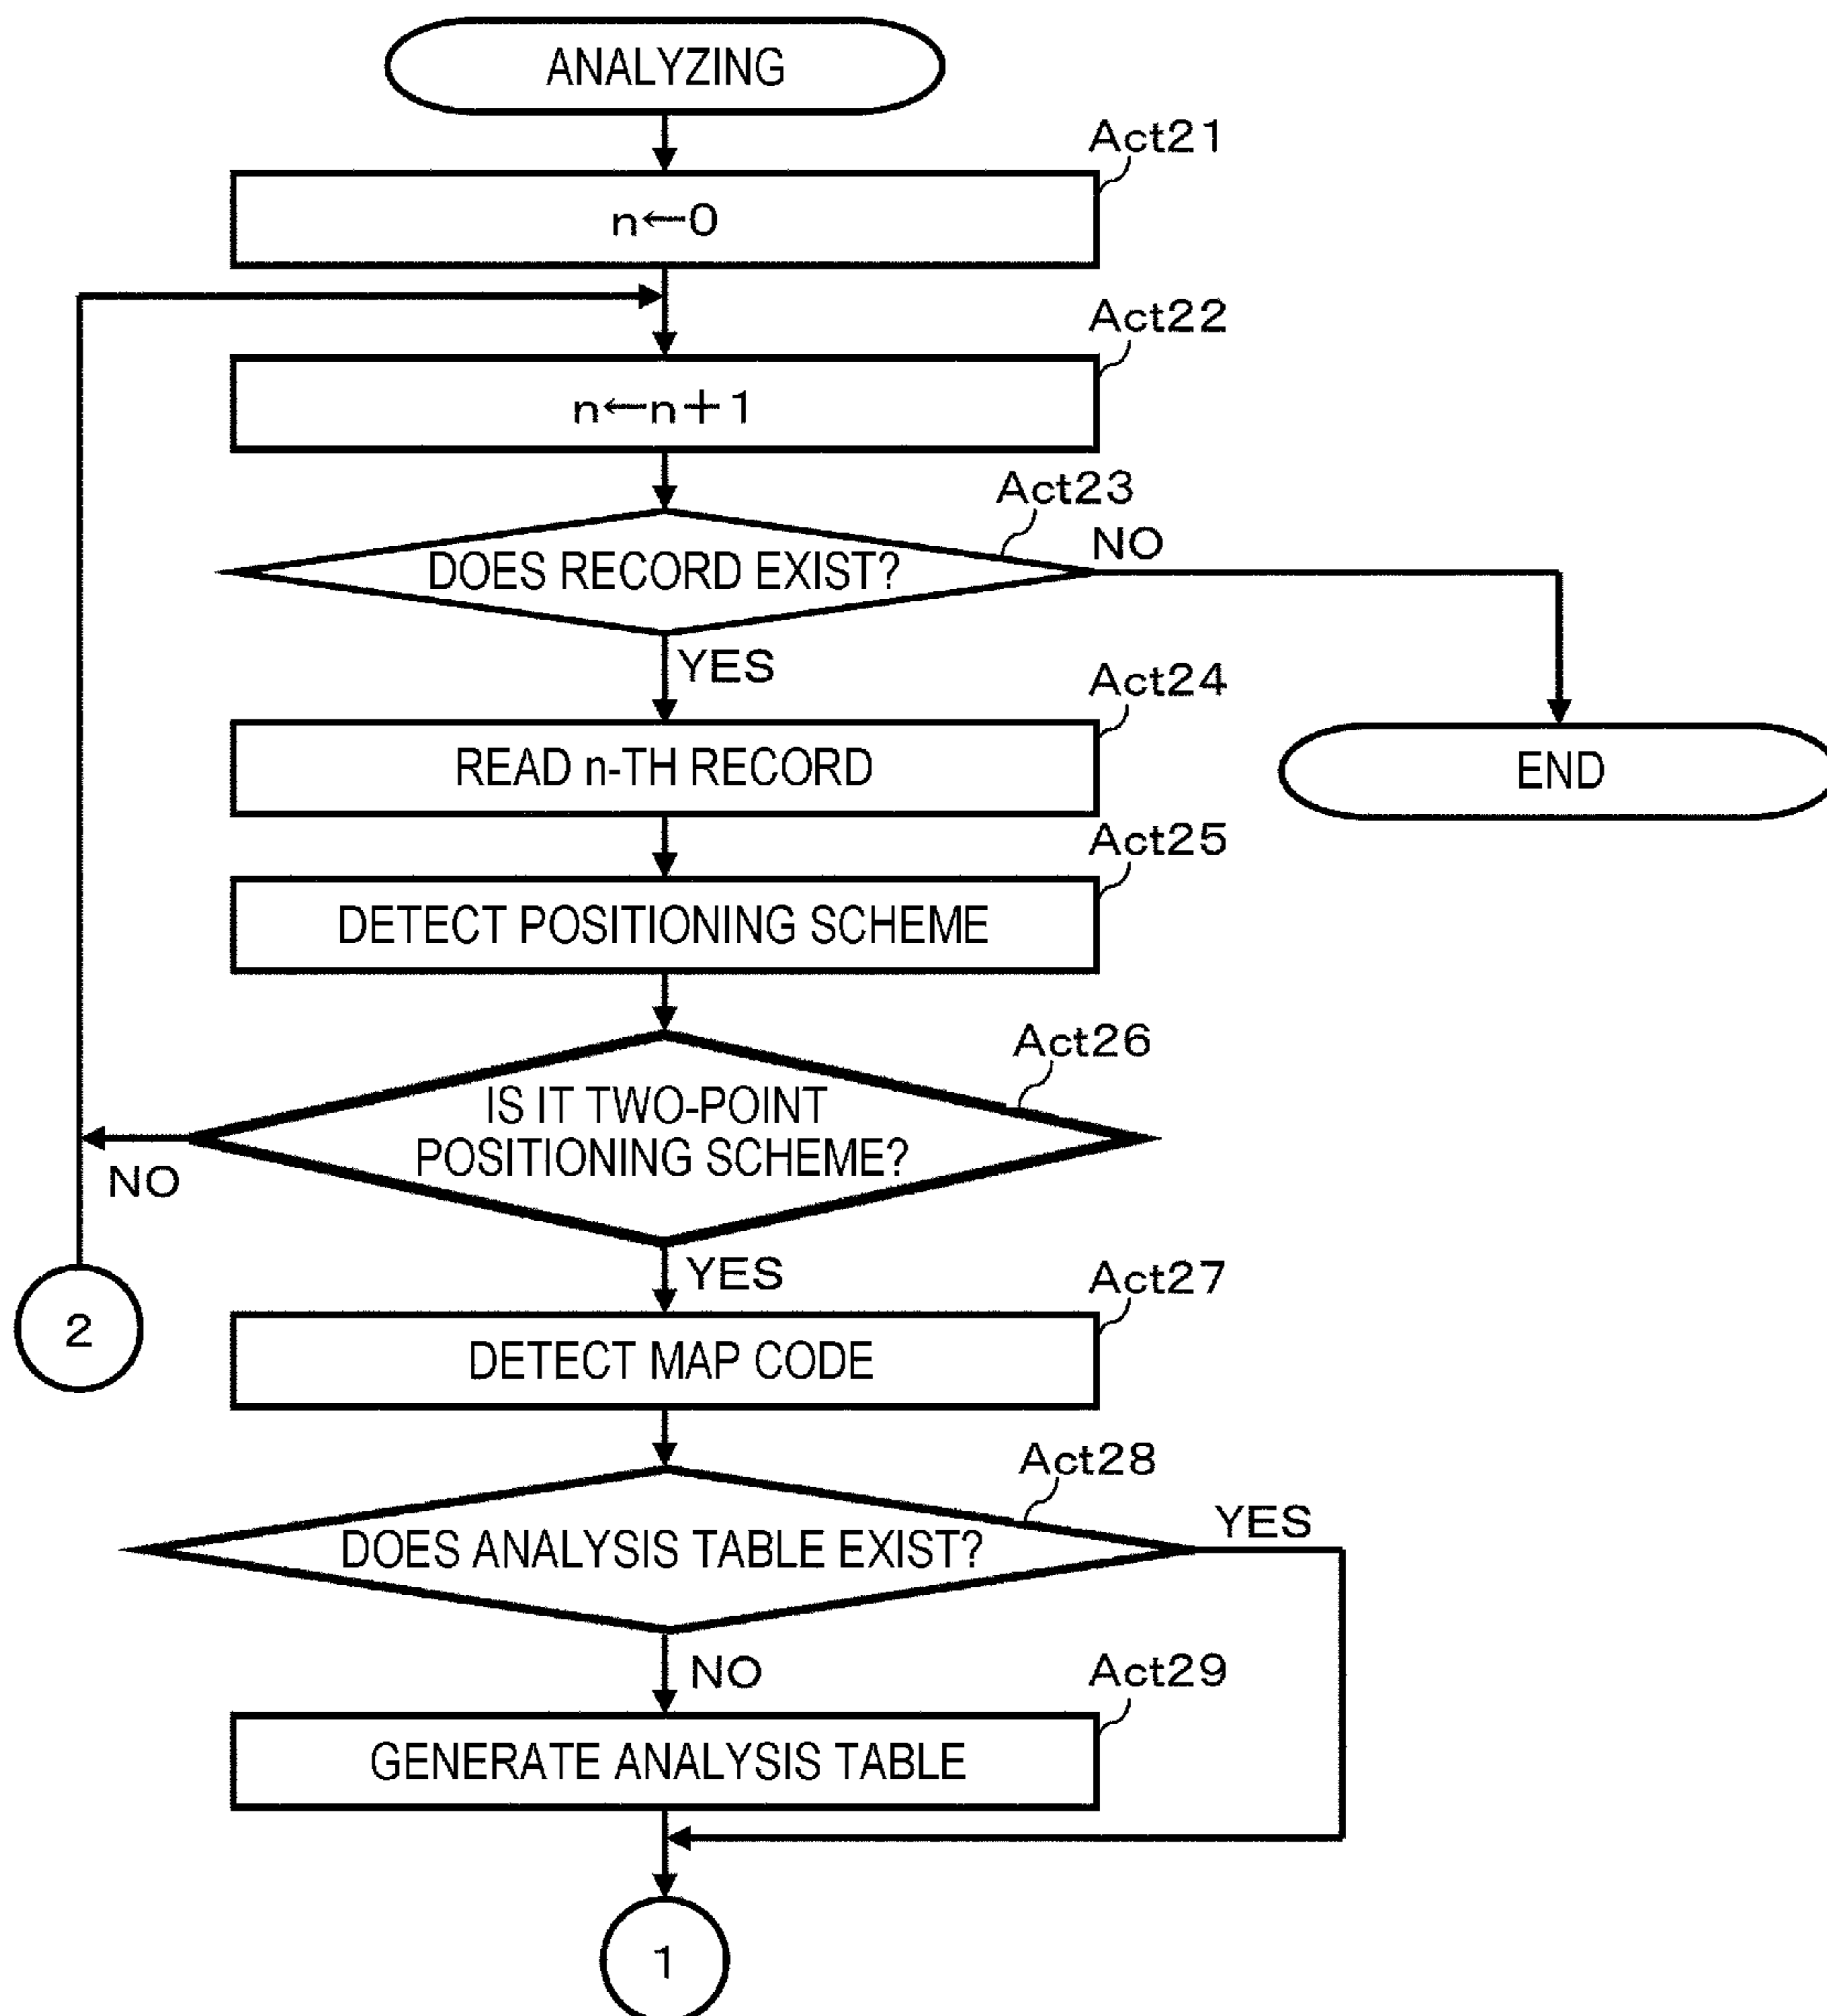 ANALYZING
Act21
n←0
Act22
n←n+1
Act23
DOES RECORD EXIST?
NO
YES
Act24
READ n-TH RECORD
END
Act25
DETECT POSITIONING SCHEME
Act26
IS IT TWO-POINT
POSITIONING SCHEME?
NO
YES
Act27
2
DETECT MAP CODE
Act28
YES
DOES ANALYSIS TABLE EXIST?
NO
Act29
GENERATE ANALYSIS TABLE
1